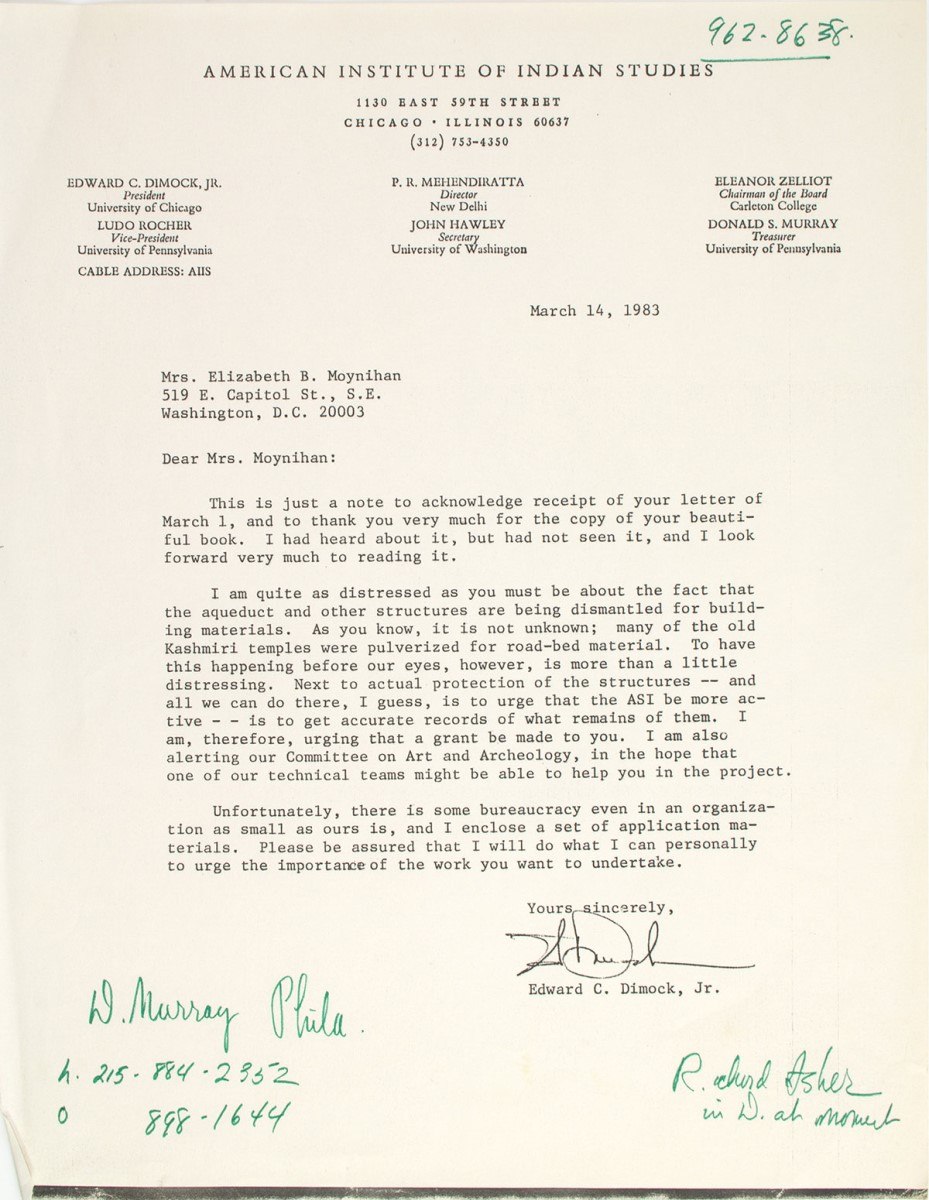 962-8638.
AMERICAN INSTITUTE OF INDIAN STUDIES
1130 EAST 59TH STREET
CHICAGO • ILLINOIS 60637
(312) 753-4350
EDWARD C. DIMOCK, JR.
President
University of Chicago
LUDO ROCHER
Vice-President
University of Pennsylvania
CABLE ADDRESS: AIIS
P. R. MEHENDIRATTA
Director
New Delhi
JOHN HAWLEY
Secretary
University of Washington
ELEANOR ZELLIOT
Chairman of the Board
Carleton College
DONALD S. MURRAY
Treasurer
University of Pennsylvania
March 14, 1983
Mrs. Elizabeth B. Moynihan
519 E. Capitol St., S.E.
Washington, D.C. 20003
Dear Mrs. Moynihan:
This is just a note to acknowledge receipt of your letter of
March 1, and to thank you very much for the copy of your beauti-
ful book. I had heard about it, but had not seen it, and I look
forward very much to reading it.
I am quite as distressed as you must be about the fact that
the aqueduct and other structures are being dismantled for build-
ing materials. As you know, it is not unknown; many of the old
Kashmiri temples were pulverized for road-bed material. To have
this happening before our eyes, however, is more than a little
distressing. Next to actual protection of the structures -- and
all we can do there, I guess, is to urge that the ASI be more ac-
tive - - is to get accurate records of what remains of them. I
am, therefore, urging that a grant be made to you. I am also
alerting our Committee on Art and Archeology, in the hope that
one of our technical teams might be able to help you in the project.
Unfortunately, there is some bureaucracy even in an organiza-
tion as small as ours is, and I enclose a set of application ma-
terials. Please be assured that I will do what I can personally
to urge the importance of the work you want to undertake.
Yours sincerely,
Edward C. Dimock, Jr.
D. Murray Phila.
h. 215-884-2352
O 898-1644
Richard Asher
in D. at moment